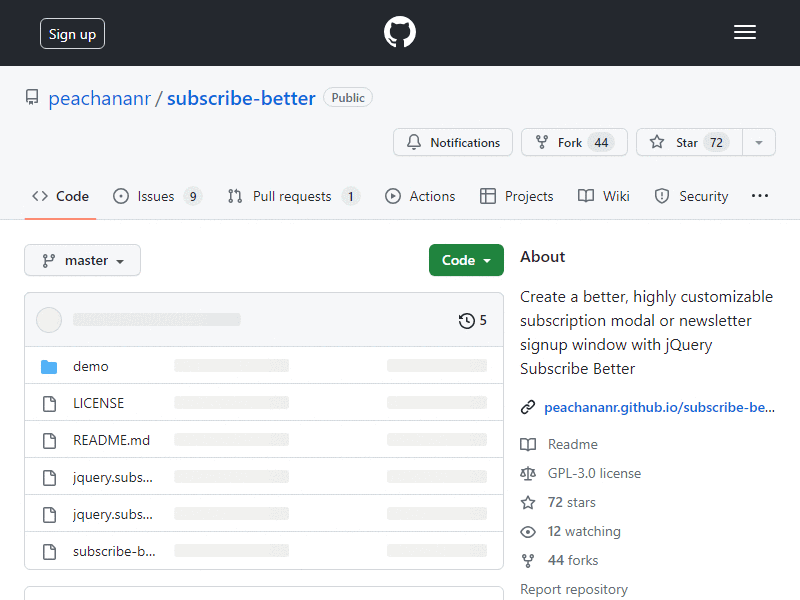 Sign up
peachananr / subscribe-better Public
Notifications Fork 44 Star 72
Code Issues 9 Pull requests 1 Actions Projects Wiki Security
master Code
5
demo
LICENSE
README.md
jquery.subs...
jquery.subs...
subscribe-b...
About
Create a better, highly customizable
subscription modal or newsletter
signup window with jQuery
Subscribe Better
peachananr.github.io/subscribe-be...
Readme
GPL-3.0 license
72 stars
12 watching
44 forks
Report repository